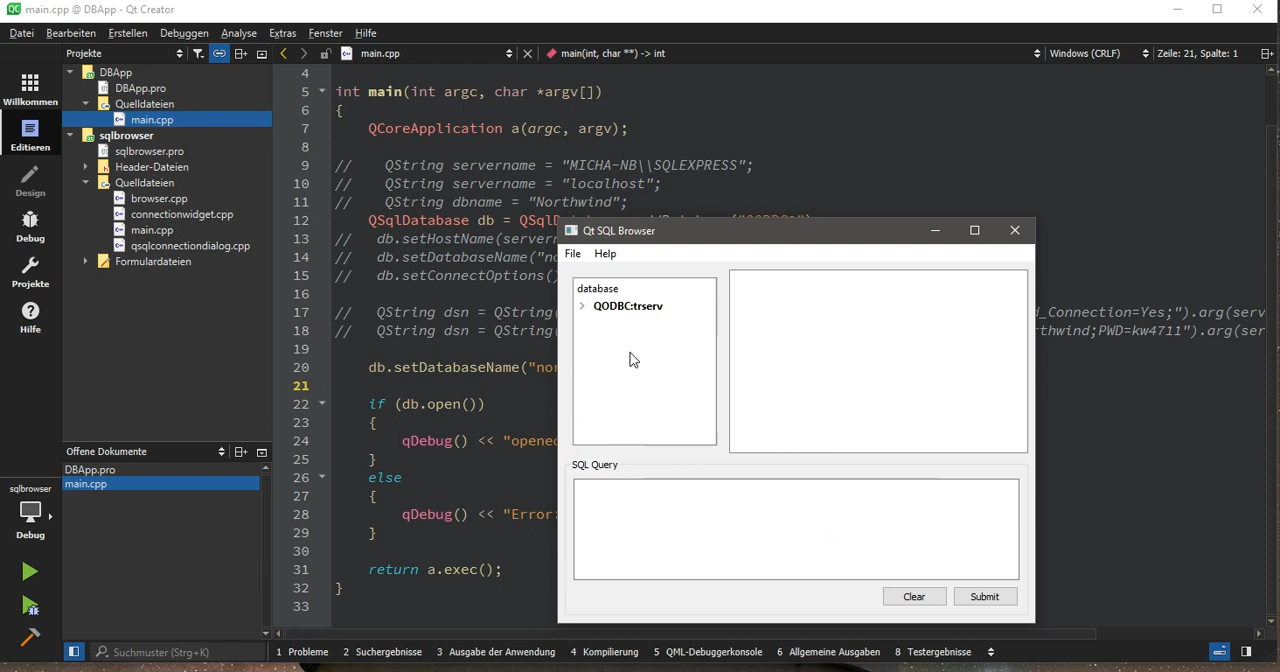 main.cpp @ DBApp - Qt Creator
Datei Bearbeiten Erstellen Debuggen Analyse Extras Fenster Hilfe
Projekte main.cpp main(int, char **) -> int Windows (CRLF) Zeile: 21, Spalte: 1
Willkommen
Editieren
Design
Debug
Projekte
Hilfe
sqlbrowser
Debug
DBApp
DBApp.pro
Quelldateien
main.cpp
sqlbrowser
sqlbrowser.pro
Header-Dateien
Quelldateien
browser.cpp
connectionwidget.cpp
main.cpp
qsqlconnectiondialog.cpp
Formulardateien
Offene Dokumente
DBApp.pro
main.cpp
4
5 int main(int argc, char *argv[])
6 {
7 QCoreApplication a(argc, argv);
8
9 // QString servername = "MICHA-NB\\SQLEXPRESS";
10 // QString servername = "localhost";
11 // QString dbname = "Northwind";
12 QSqlDatabase db =
13 // db.setHostName(
14 // db.setDatabaseName(
15 // db.setConnectOptions(
16
17 // QString dsn = QString( _Connection=Yes;").arg(serv
18 // QString dsn = QString( thwind;PWD=kw4711").arg(ser
19
20 db.setDatabaseName("no
21
22 if (db.open())
23 {
24 qDebug() << "opened
25 }
26 else
27 {
28 qDebug() << "Error:
29 }
30
31 return a.exec();
32 }
33
Qt SQL Browser
File Help
database
QODBC:trserv
SQL Query
Clear Submit
Suchmuster (Strg+K) 1 Probleme 2 Suchergebnisse 3 Ausgabe der Anwendung 4 Kompilierung 5 QML-Debuggerkonsole 6 Allgemeine Ausgaben 8 Testergebnisse